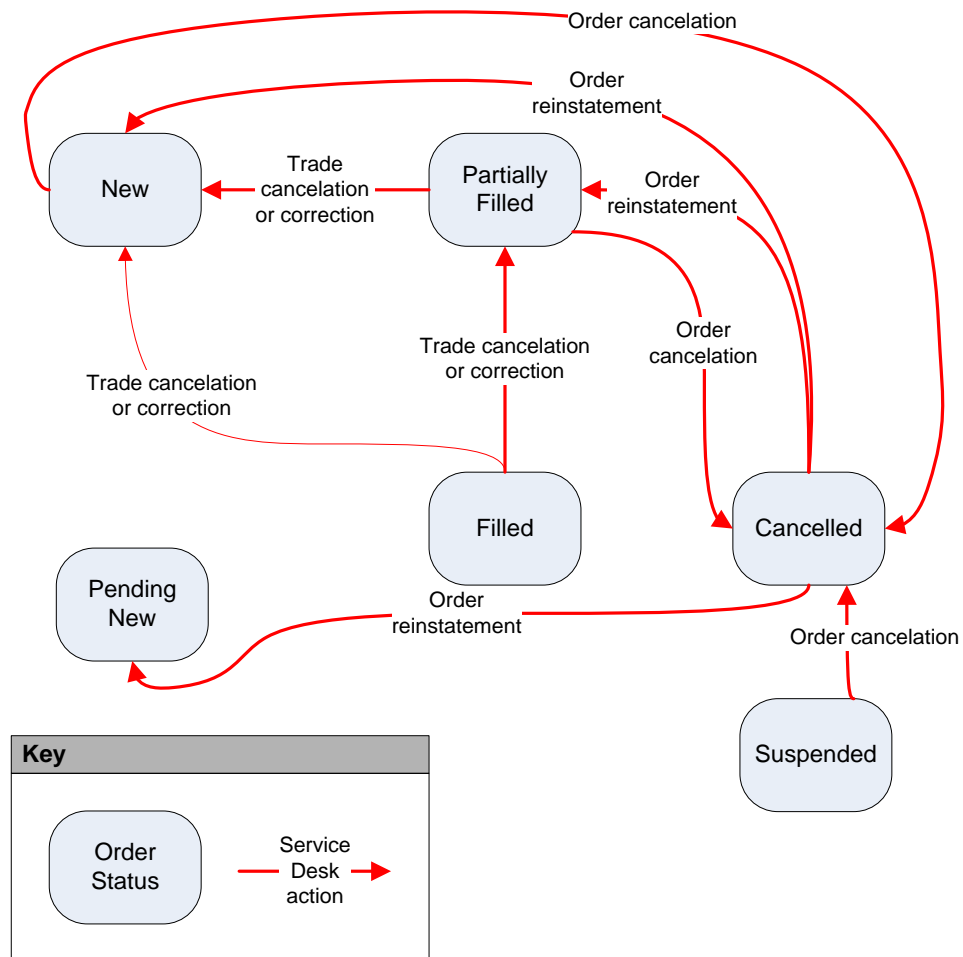 Order cancelation
Order
reinstatement
New
Trade
cancelation
or correction
Partially
Filled
Order
reinstatement
Order
cancelation
Trade cancelation
or correction
Trade cancelation
or correction
Filled
Cancelled
Pending
New
Order
reinstatement
Order cancelation
Suspended
Key
Order
Status
Service
Desk
action